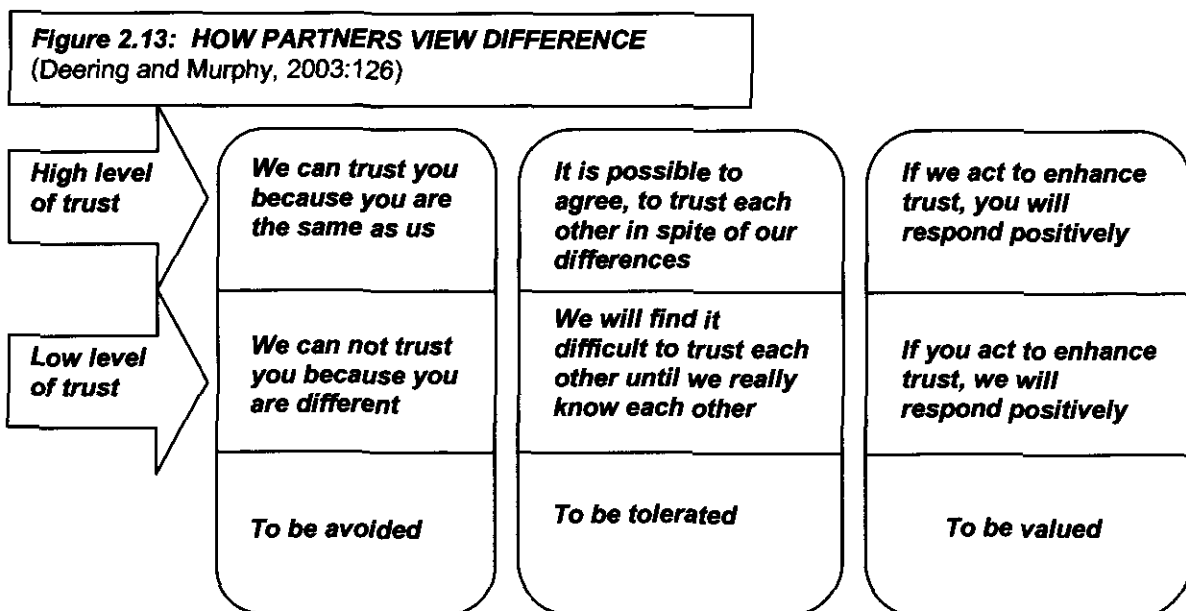 Figure 2.13: HOW PARTNERS VIEW DIFFERENCE
(Deering and Murphy, 2003:126)
High level
of trust
We can trust you
because you are
the same as us
It is possible to
agree, to trust each
other in spite of our
differences
If we act to enhance
trust, you will
respond positively
Low level
of trust
We can not trust
you because you
are different
We will find it
difficult to trust each
other until we really
know each other
If you act to enhance
trust, we will
respond positively
To be avoided
To be tolerated
To be valued